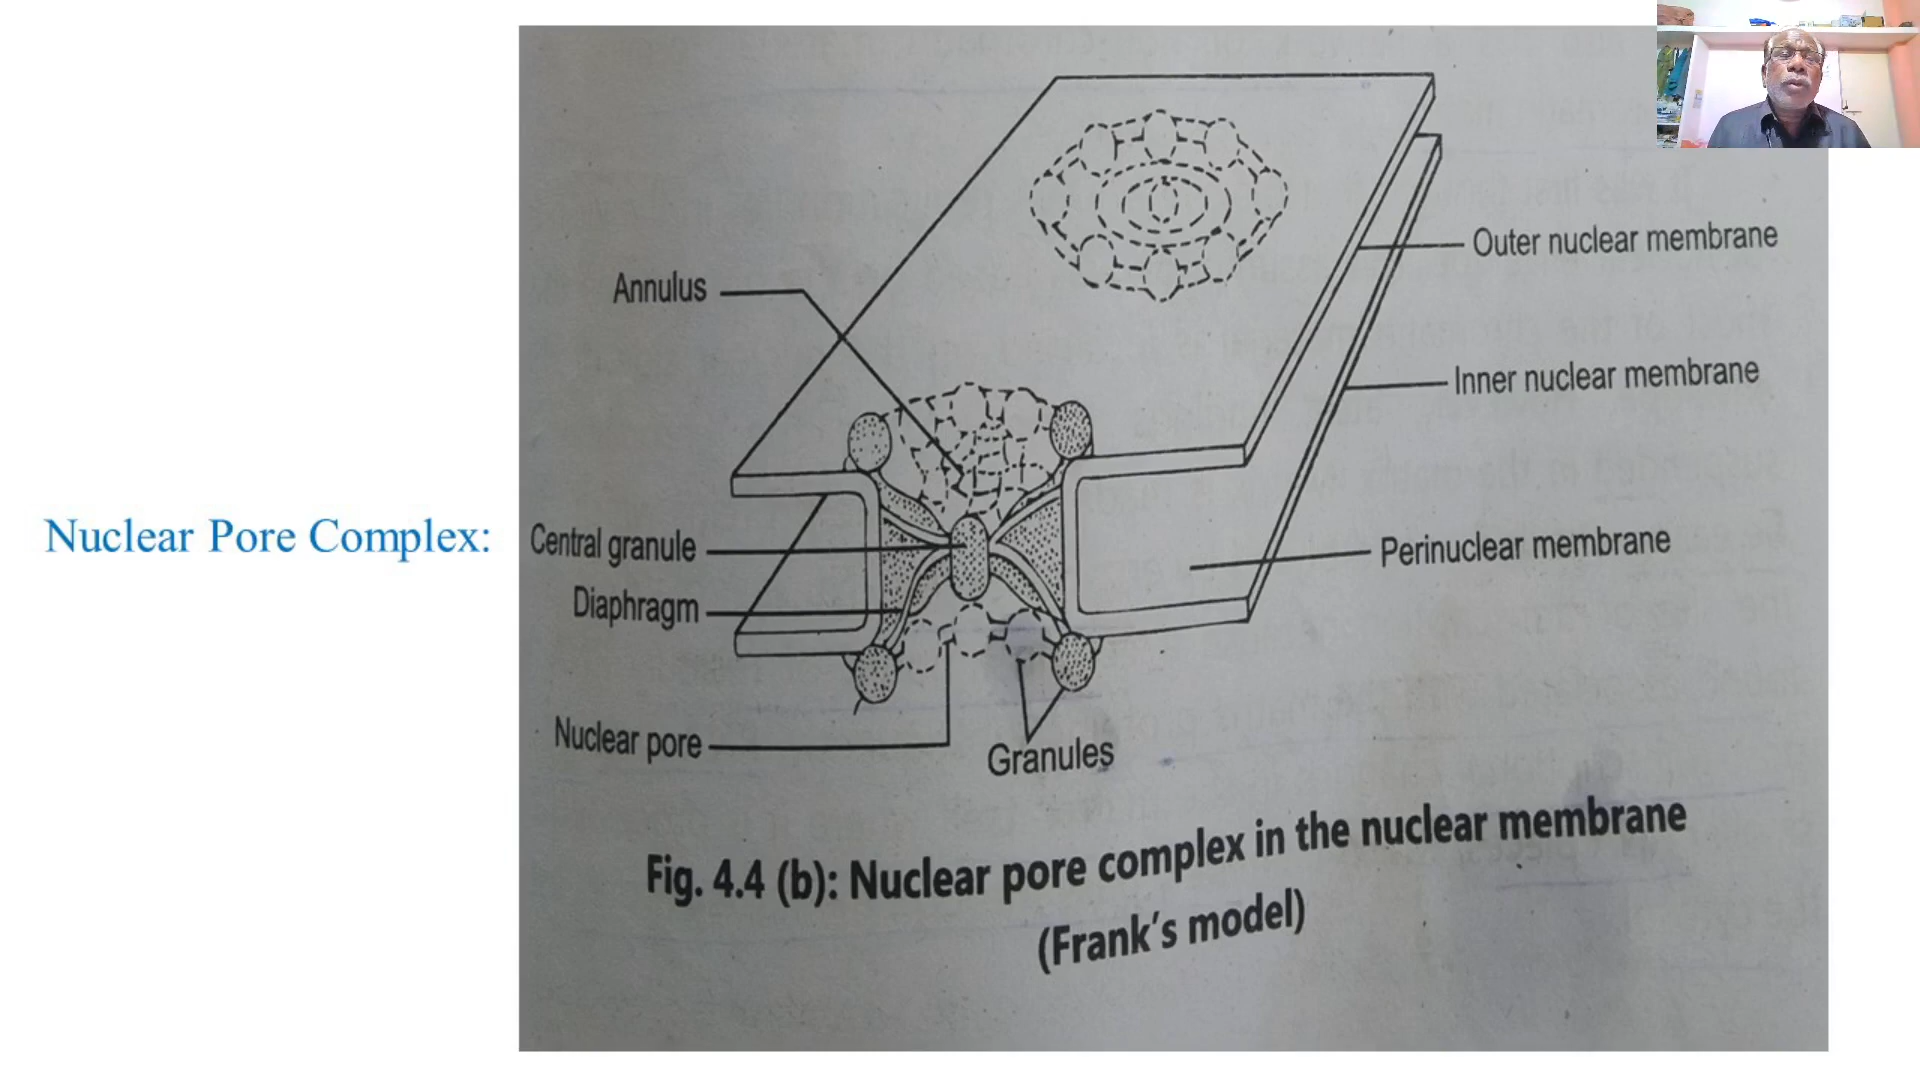 Nuclear Pore Complex:
Annulus
Outer nuclear membrane
Inner nuclear membrane
Central granule
Perinuclear membrane
Diaphragm
Nuclear pore
Granules
Fig. 4.4 (b): Nuclear pore complex in the nuclear membrane
(Frank's model)